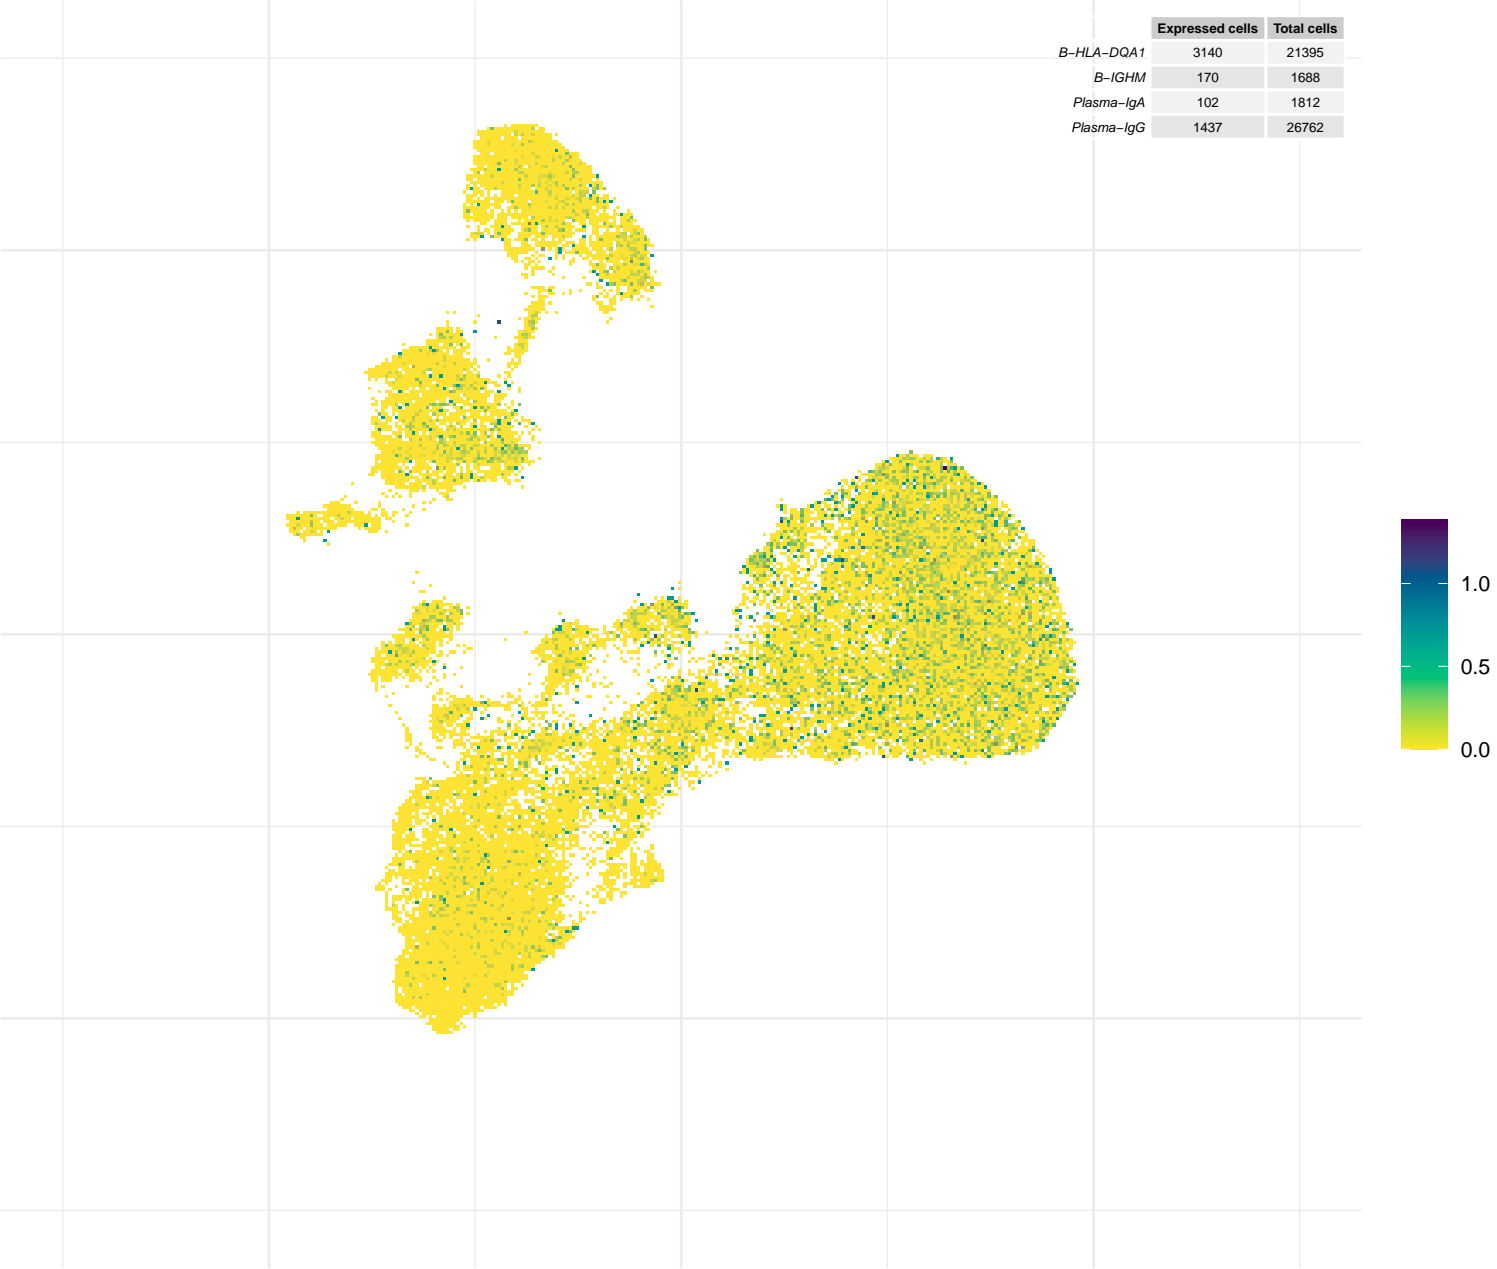 Expressed cells Total cells
B−HLA−DQA1 3140 21395
B−IGHM 170 1688
Plasma−IgA 102 1812
Plasma−IgG 1437 26762
1.0
0.5
0.0